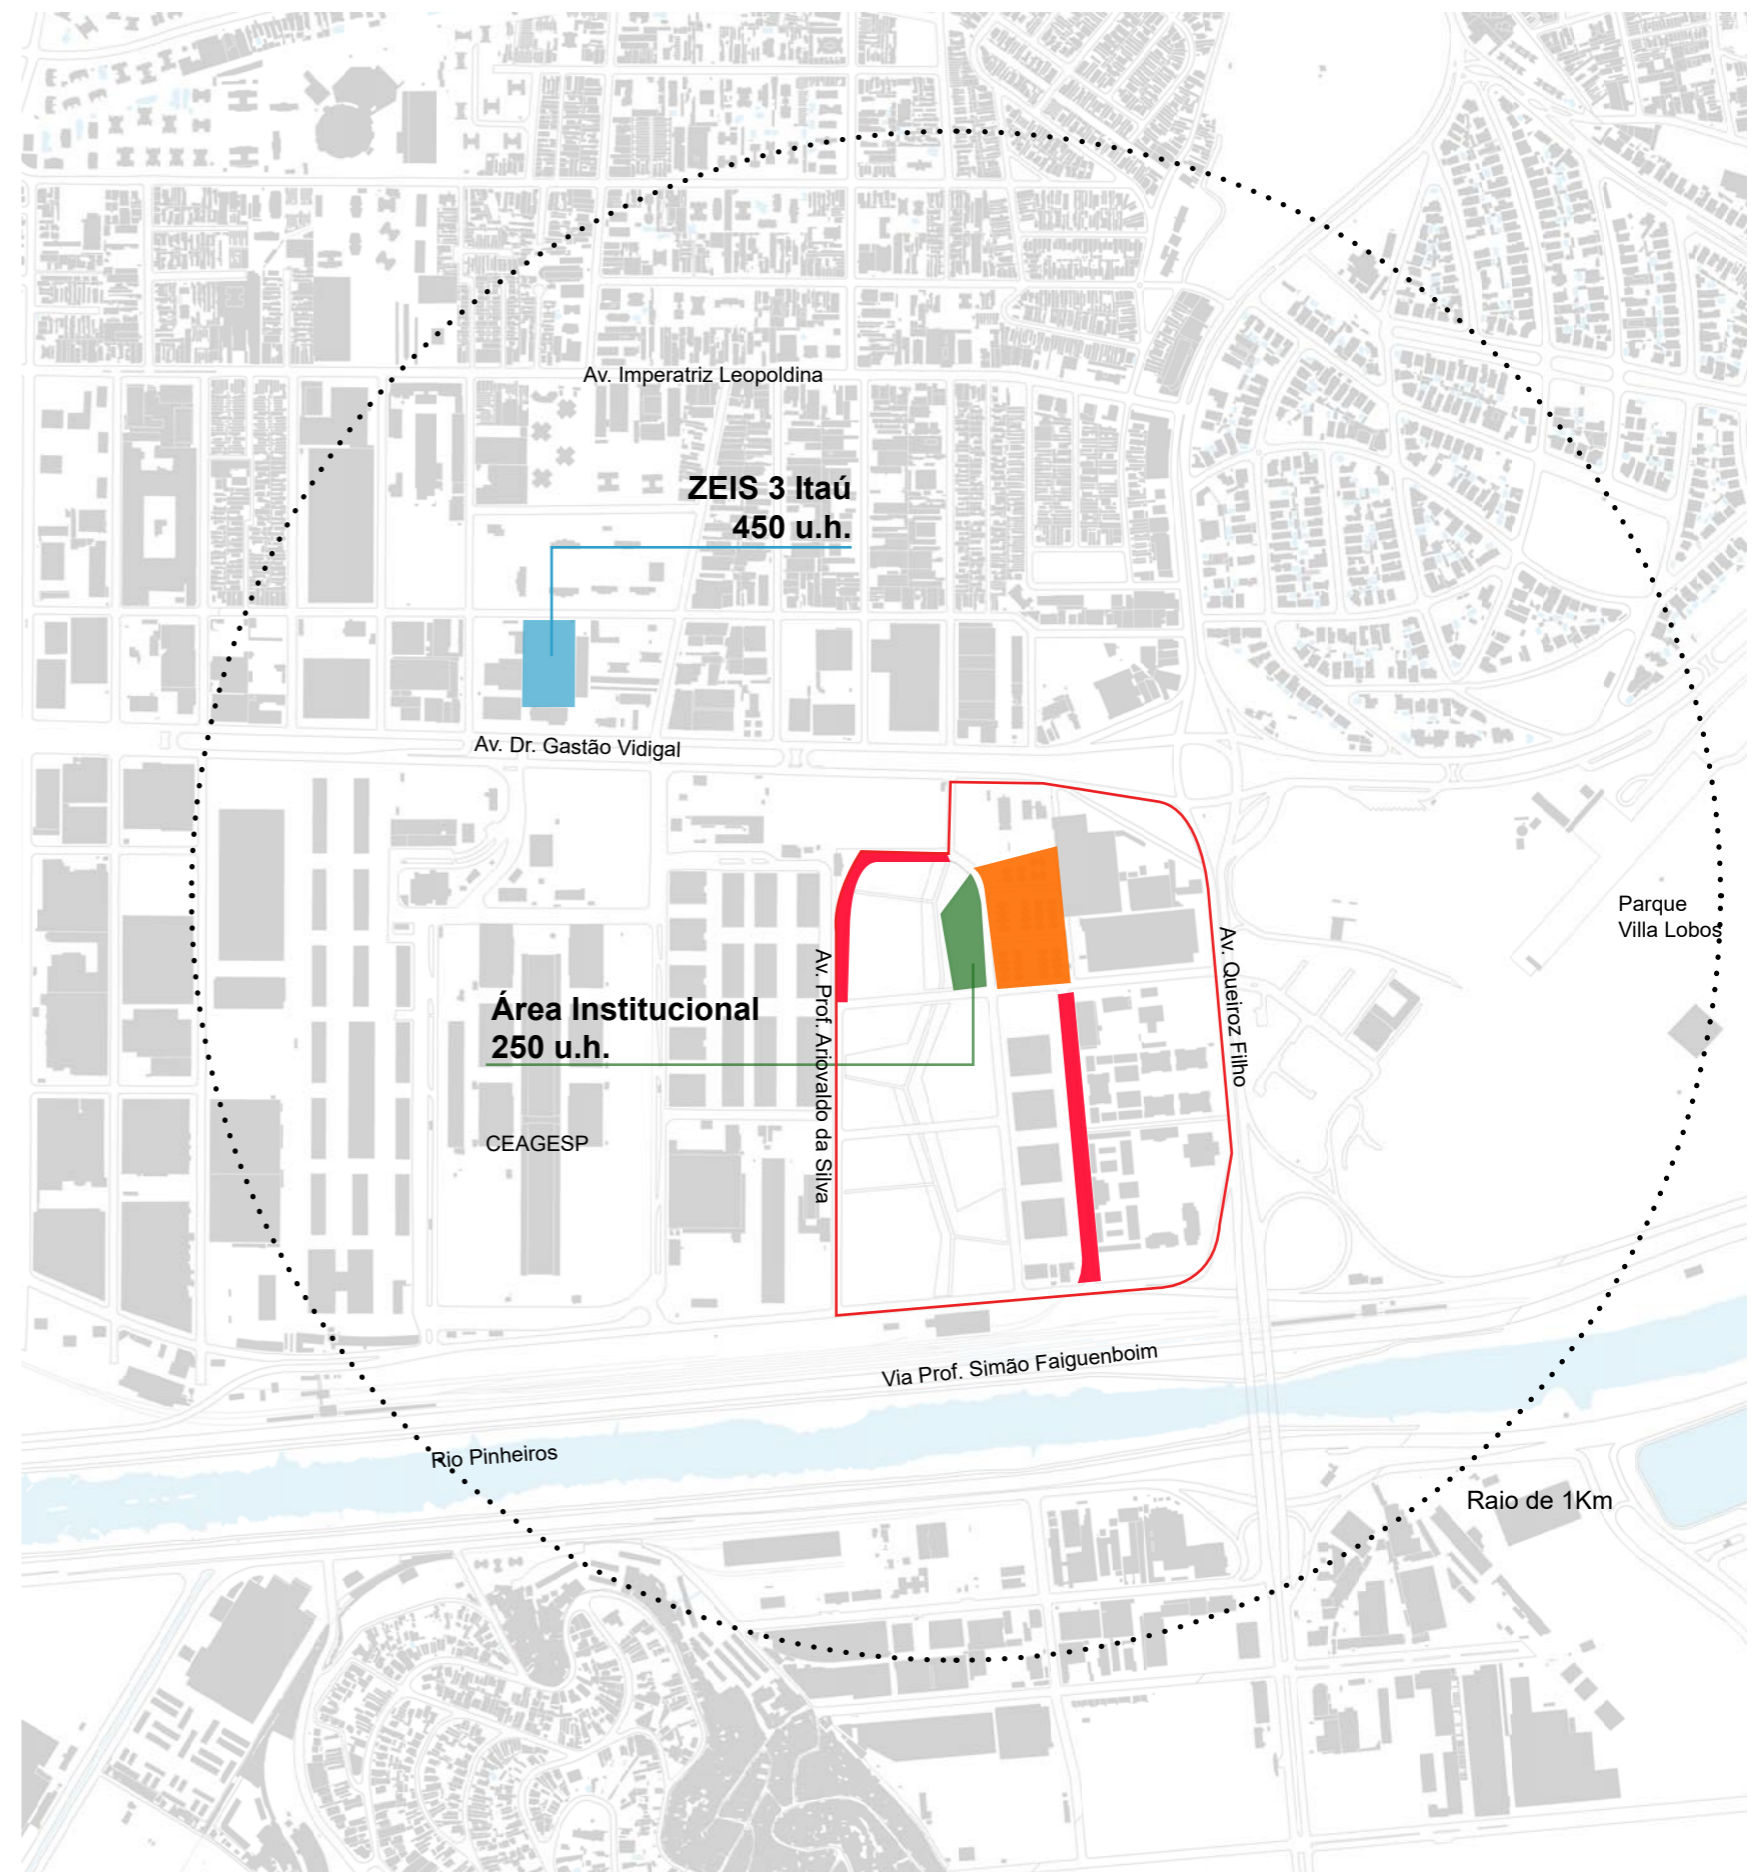 Av. Imperatriz Leopoldina
ZEIS 3 Itaú
450 u.h.
Av. Dr. Gastão Vidigal
Parque
Villa Lobos
Av. Queiroz Filho
Av. Prof. Ariovaldo da Silva
Área Institucional
250 u.h.
CEAGESP
Via Prof. Simão Faiguenboim
Rio Pinheiros
Raio de 1Km